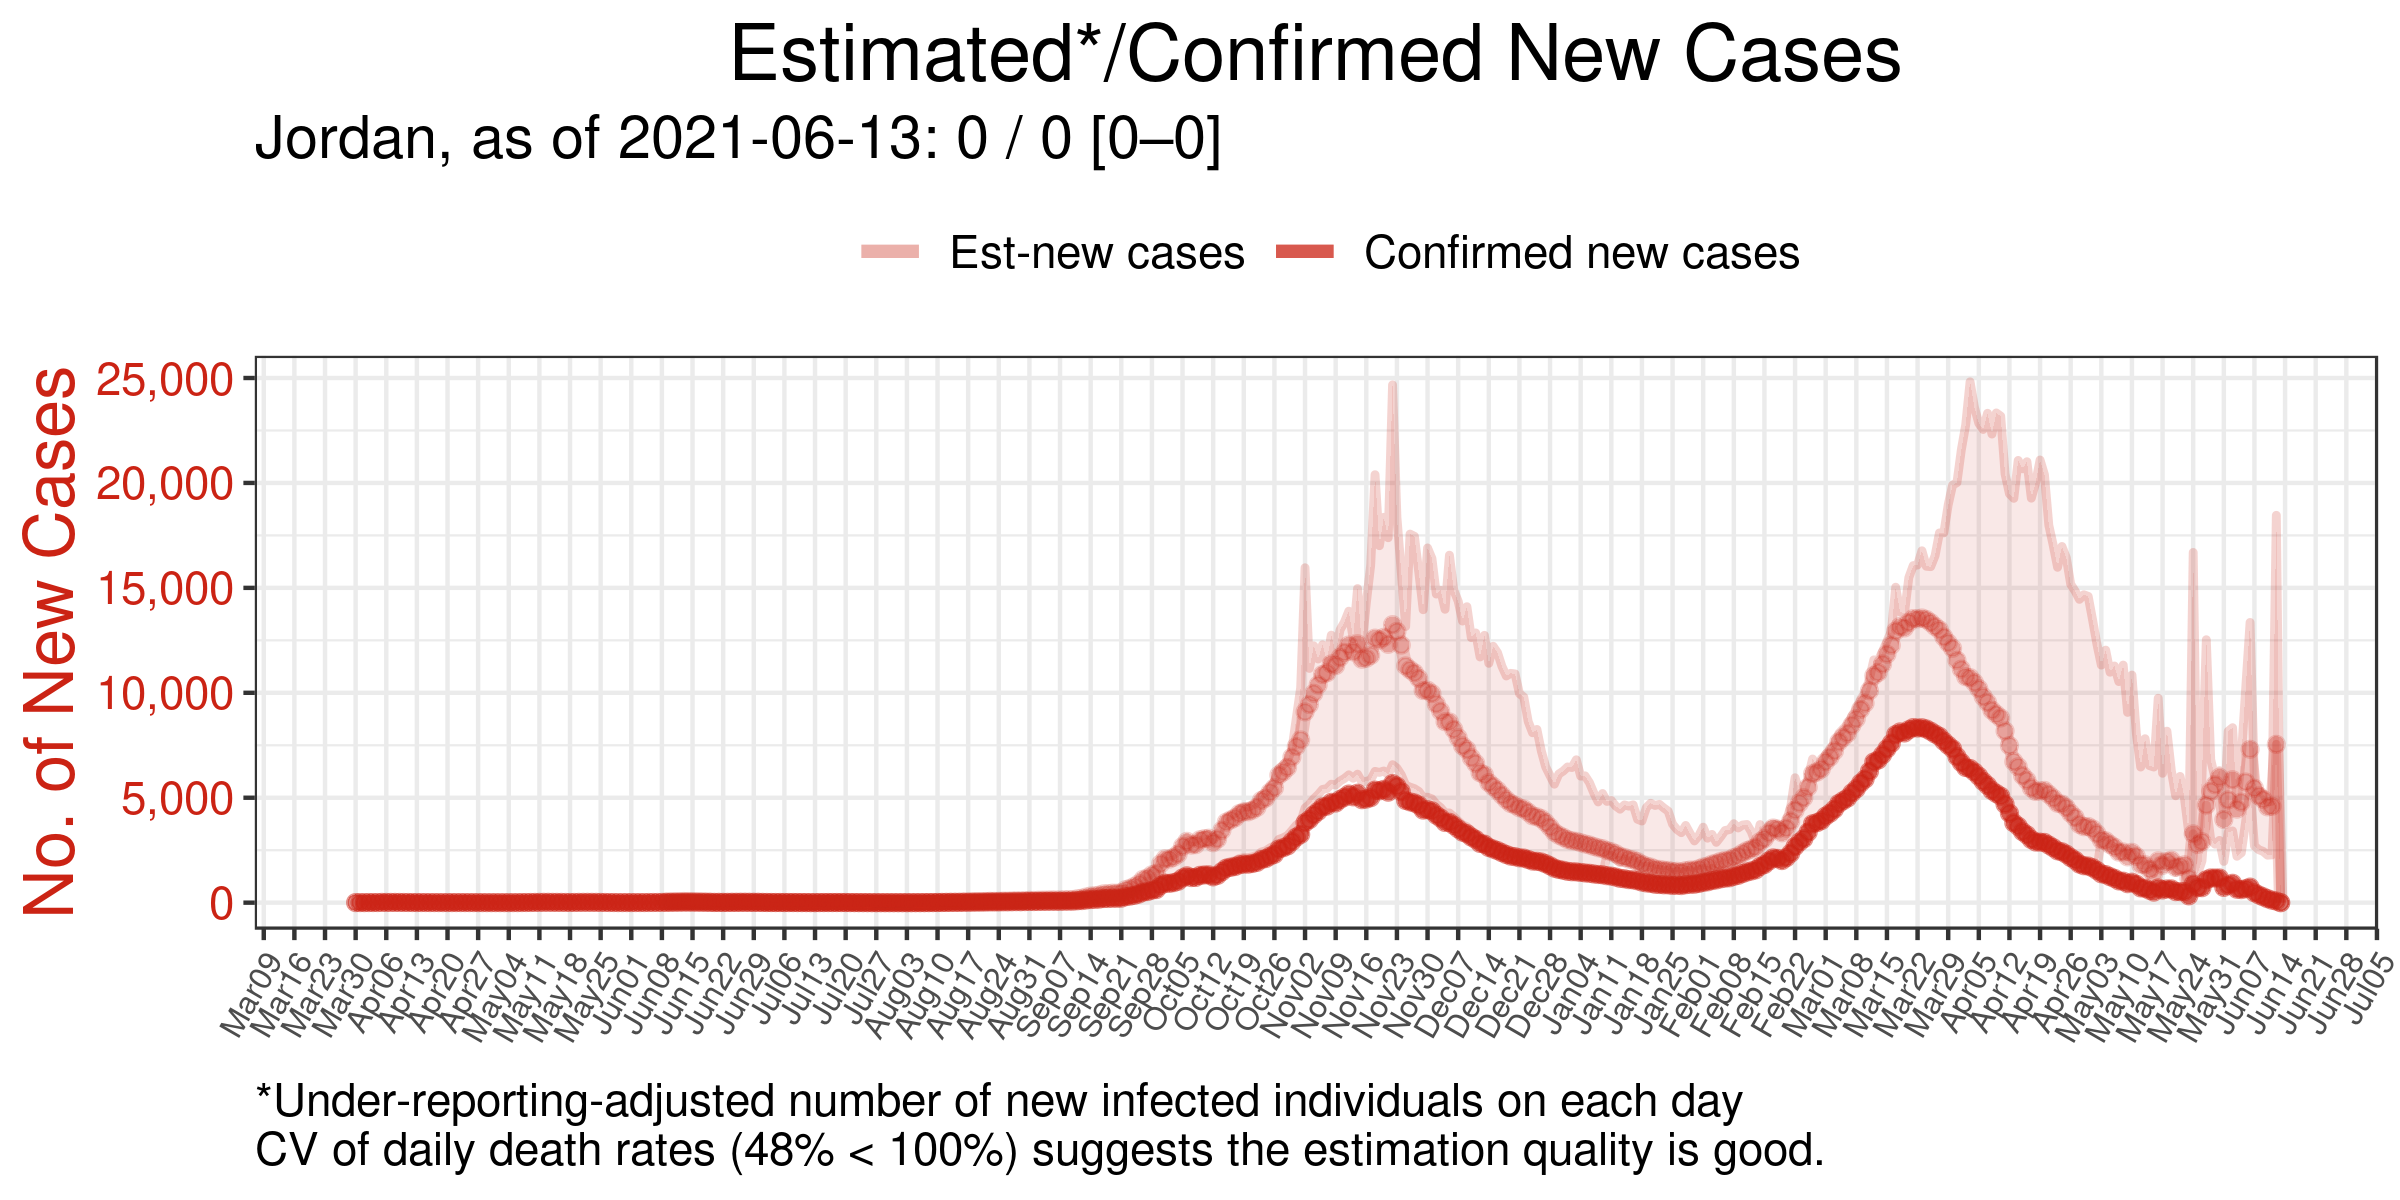 Estimated*/Confirmed New Cases
Jordan, as of 2021-06-13: 0 / 0 [0–0]
Est-new cases
Confirmed new cases
No. of New Cases
25,000
20,000
15,000
10,000
5,000
0
Mar09
Mar16
Mar23
Mar30
Apr06
Apr13
Apr20
Apr27
May04
May11
May18
May25
Jun01
Jun08
Jun15
Jun22
Jun29
Jul06
Jul13
Jul20
Jul27
Aug03
Aug10
Aug17
Aug24
Aug31
Sep07
Sep14
Sep21
Sep28
Oct05
Oct12
Oct19
Oct26
Nov02
Nov09
Nov16
Nov23
Nov30
Dec07
Dec14
Dec21
Dec28
Jan04
Jan11
Jan18
Jan25
Feb01
Feb08
Feb15
Feb22
Mar01
Mar08
Mar15
Mar22
Mar29
Apr05
Apr12
Apr19
Apr26
May03
May10
May17
May24
May31
Jun07
Jun14
Jun21
Jun28
Jul05
*Under-reporting-adjusted number of new infected individuals on each day
CV of daily death rates (48% < 100%) suggests the estimation quality is good.